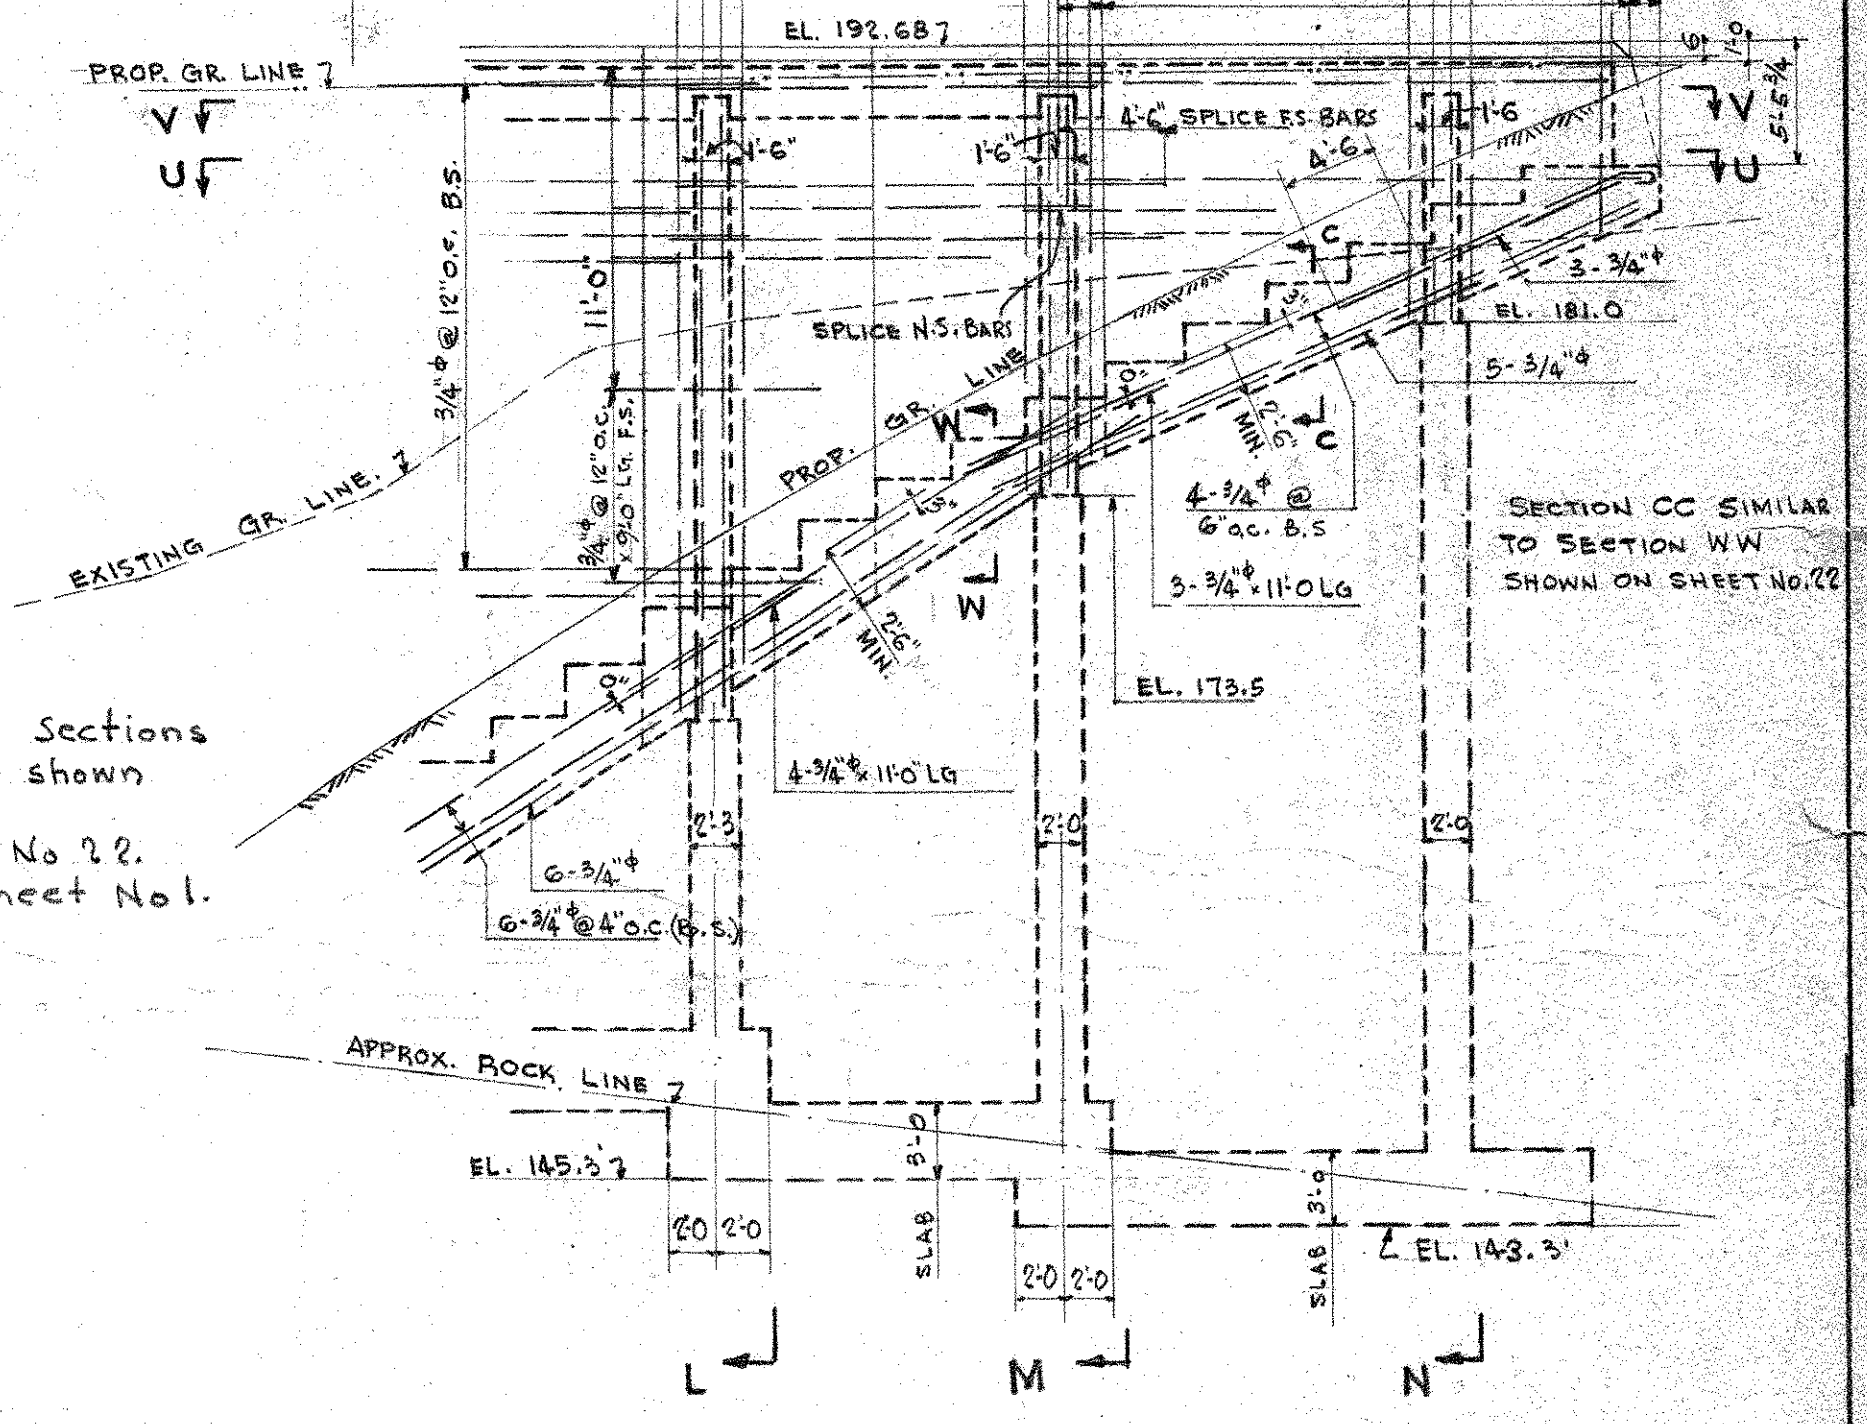 EL. 192.687
PROP. GR. LINE
6
1'-0
5'-5 3/4
V
V
U
U
4'-6" SPLICE F.S. BARS
1'-6"
1'-6"
1'-6
4'-6
3/4"ϕ @ 12" O.C. B.S.
11'-0"
C
3-3/4"ϕ
3"
EL. 181.0
SPLICE N.S. BARS
PROP. GR. LINE
5-3/4"ϕ
W
2'-6"
MIN.
C
3/4"ϕ @ 12" O.C.
LG. F.S.
EXISTING GR. LINE.
3"
4-3/4"ϕ @
6" O.C. B.S
SECTION CC SIMILAR
TO SECTION WW
SHOWN ON SHEET No. 22
3-3/4"ϕ x 11'-0 LG
W
2'-6"
MIN.
EL. 173.5
Sections
shown
No 22.
Sheet No 1.
4-3/4"ϕ x 11'-0" LG
2'-3
2'-0
2'-0
6-3/4"ϕ
6-3/4"ϕ @ 4" O.C. (B.S.)
APPROX. ROCK LINE
EL. 145.3'
3'-0
SLAB
3'-0
SLAB
2'0 2'-0
2'-0 2'-0
EL. 143.3'
L
M
N